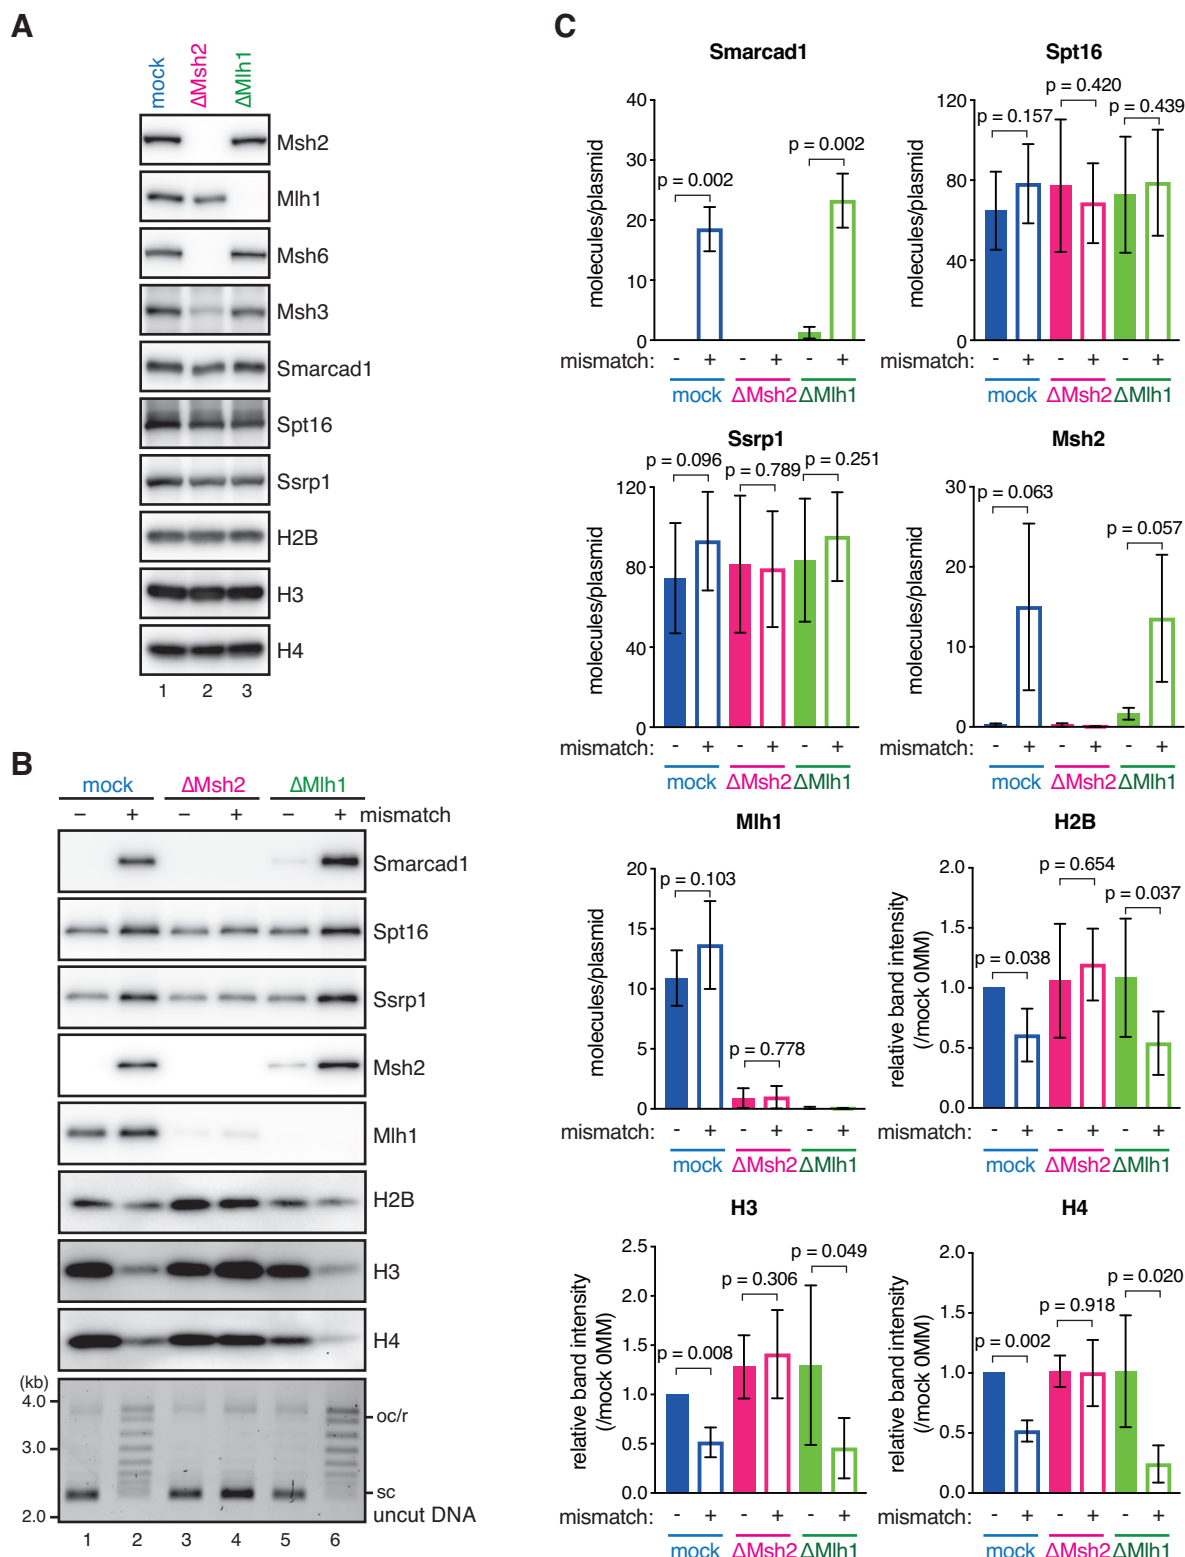 A
mock
ΔMsh2
ΔMlh1
Msh2
Mlh1
Msh6
Msh3
Smarcad1
Spt16
Ssrp1
H2B
H3
H4
1 2 3
B
mock ΔMsh2 ΔMlh1
− + − + − + mismatch
Smarcad1
Spt16
Ssrp1
Msh2
Mlh1
H2B
H3
H4
(kb)
4.0
3.0
2.0
oc/r
sc
uncut DNA
1 2 3 4 5 6
C
Smarcad1
molecules/plasmid
40
30
20
10
0
p = 0.002
p = 0.002
mismatch: - + - + - +
mock ΔMsh2 ΔMlh1
Spt16
molecules/plasmid
120
80
40
0
p = 0.157
p = 0.420
p = 0.439
mismatch: - + - + - +
mock ΔMsh2 ΔMlh1
Ssrp1
molecules/plasmid
120
80
40
0
p = 0.096
p = 0.789
p = 0.251
mismatch: - + - + - +
mock ΔMsh2 ΔMlh1
Msh2
molecules/plasmid
30
20
10
0
p = 0.063
p = 0.057
mismatch: - + - + - +
mock ΔMsh2 ΔMlh1
Mlh1
molecules/plasmid
20
15
10
5
0
p = 0.103
p = 0.778
mismatch: - + - + - +
mock ΔMsh2 ΔMlh1
H2B
relative band intensity
(/mock 0MM)
2.0
1.5
1.0
0.5
0.0
p = 0.038
p = 0.654
p = 0.037
mismatch: - + - + - +
mock ΔMsh2 ΔMlh1
H3
relative band intensity
(/mock 0MM)
2.5
2.0
1.5
1.0
0.5
0.0
p = 0.008
p = 0.306
p = 0.049
mismatch: - + - + - +
mock ΔMsh2 ΔMlh1
H4
relative band intensity
(/mock 0MM)
2.0
1.5
1.0
0.5
0.0
p = 0.002
p = 0.918
p = 0.020
mismatch: - + - + - +
mock ΔMsh2 ΔMlh1